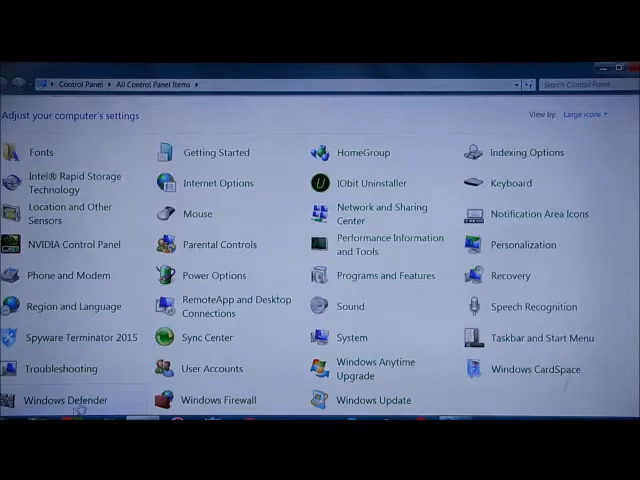 Control Panel
All Control Panel Items
Search Control Panel
Adjust your computer's settings
View by:
Large icons
Fonts
Getting Started
HomeGroup
Indexing Options
Intel® Rapid Storage
Technology
Internet Options
IObit Uninstaller
Keyboard
Location and Other
Sensors
Mouse
Network and Sharing
Center
Notification Area Icons
NVIDIA Control Panel
Parental Controls
Performance Information
and Tools
Personalization
Phone and Modem
Power Options
Programs and Features
Recovery
Region and Language
RemoteApp and Desktop
Connections
Sound
Speech Recognition
Spyware Terminator 2015
Sync Center
System
Taskbar and Start Menu
Troubleshooting
User Accounts
Windows Anytime
Upgrade
Windows CardSpace
Windows Defender
Windows Firewall
Windows Update